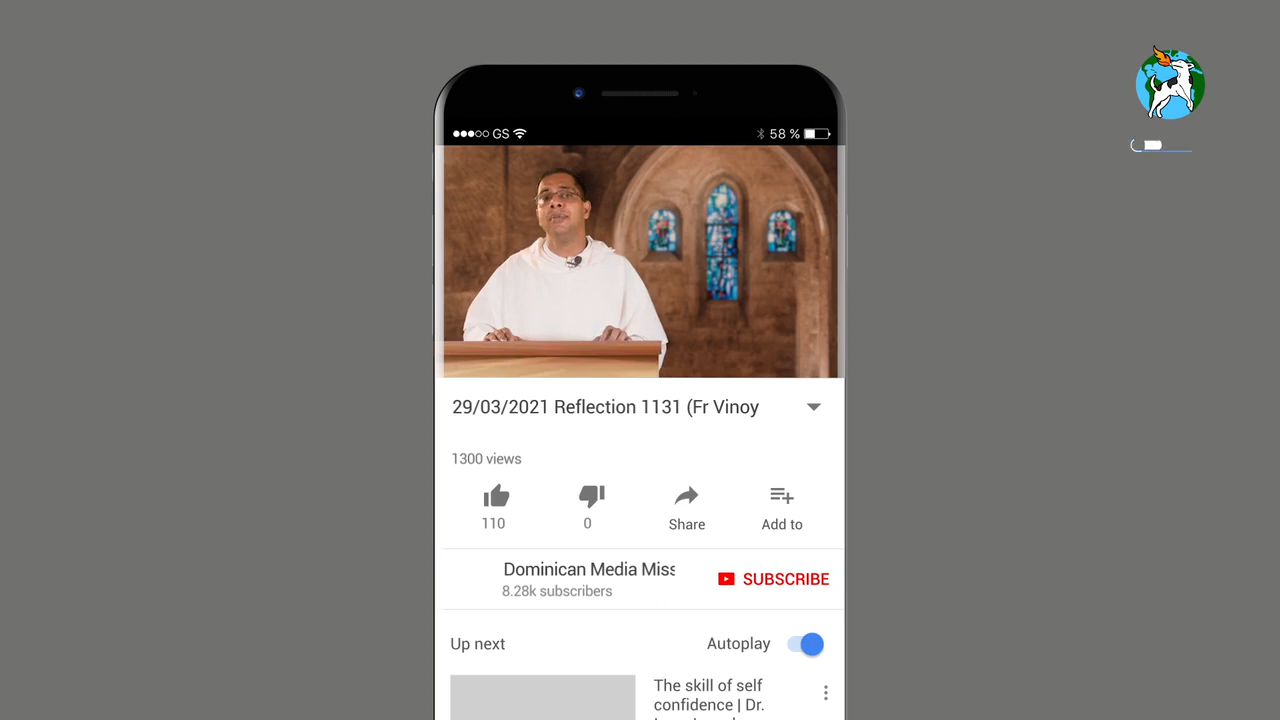 GS
58 %
29/03/2021 Reflection 1131 (Fr Vinoy
1300 views
110
0
Share
Add to
Dominican Media Miss
8.28k subscribers
SUBSCRIBE
Up next
Autoplay
The skill of self
confidence | Dr.